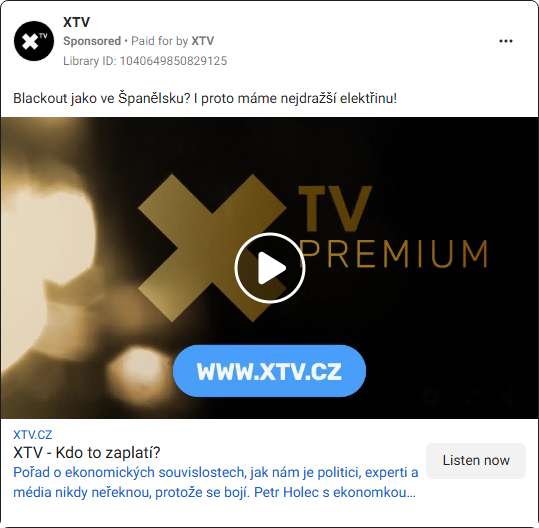 XTV
Sponsored • Paid for by XTV
Library ID: 1040649850829125
Blackout jako ve Španělsku? I proto máme nejdražší elektřinu!
TV
PREMIUM
WWW.XTV.CZ
XTV.CZ
XTV - Kdo to zaplatí?
Pořad o ekonomických souvislostech, jak nám je politici, experti a
média nikdy neřeknou, protože se bojí. Petr Holec s ekonomkou...
Listen now